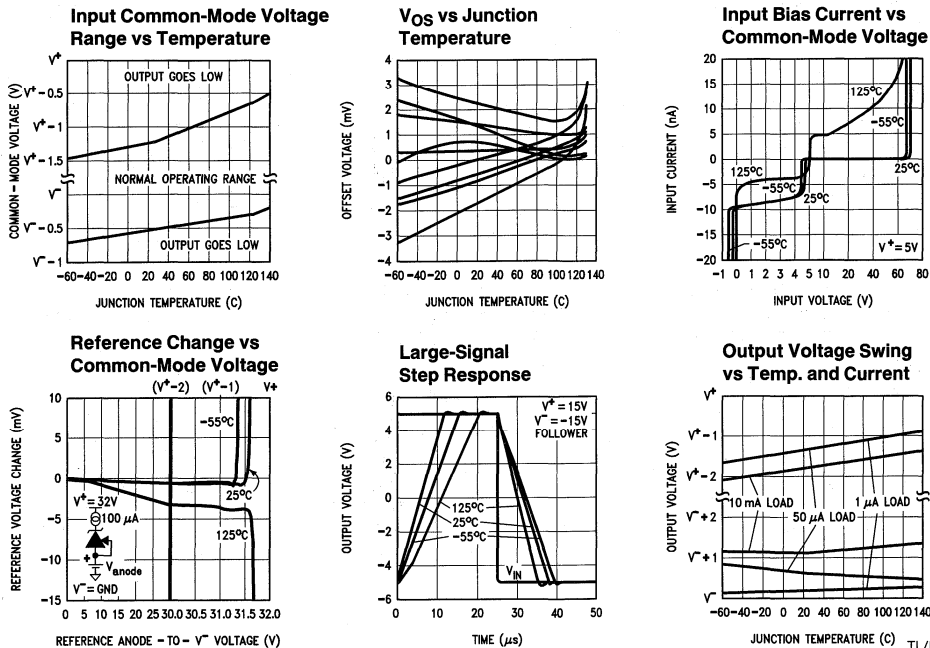 Input Common-Mode Voltage
Range vs Temperature
V+
V+−0.5
V+−1
V+−1.5
V−
V−−0.5
V−−1
COMMON-MODE VOLTAGE (V)
OUTPUT GOES LOW
NORMAL OPERATING RANGE
OUTPUT GOES LOW
−60−40−20 0 20 40 60 80 100 120 140
JUNCTION TEMPERATURE (C)
VOS vs Junction
Temperature
4
3
2
1
0
−1
−2
−3
−4
OFFSET VOLTAGE (mV)
−60−40−20 0 20 40 60 80 100 120 140
JUNCTION TEMPERATURE (C)
Input Bias Current vs
Common-Mode Voltage
20
15
10
5
0
−5
−10
−15
−20
INPUT CURRENT (nA)
125°C
−55°C
25°C
125°C
−55°C
25°C
−55°C
V+=5V
−1 0 1 2 3 4 5 10 20 40 60 80
INPUT VOLTAGE (V)
Reference Change vs
Common-Mode Voltage
(V+−2) (V+−1) V+
10
5
0
−5
−10
−15
REFERENCE VOLTAGE CHANGE (mV)
−55°C
25°C
125°C
V+=32V
100 μA
+
Vanode
V−=GND
0 5 10 15 20 25 30.0 30.5 31.0 31.5 32.0
REFERENCE ANODE −TO− V− VOLTAGE (V)
Large-Signal
Step Response
6
4
2
0
−2
−4
−6
OUTPUT VOLTAGE (V)
V+=15V
V−=−15V
FOLLOWER
125°C
25°C
−55°C
VIN
0 10 20 30 40 50
TIME (μs)
Output Voltage Swing
vs Temp. and Current
V+
V+−1
V+−2
V−+2
V−+1
V−
OUTPUT VOLTAGE (V)
10 mA LOAD
50 μA LOAD
1 μA LOAD
−60−40−20 0 20 40 60 80 100 120 140
JUNCTION TEMPERATURE (C)